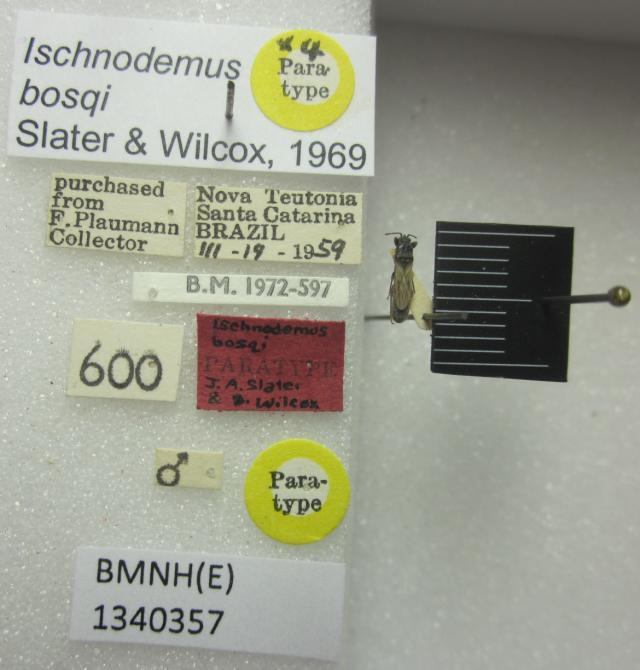 Ischnodemus
bosqi
Slater & Wilcox, 1969
Para
type
purchased
from
F. Plaumann
Collector
Nova Teutonia
Santa Catarina
BRAZIL
III - 19 - 1959
B.M. 1972-597
600
Ischnodemus
bosqi
PARATYPE
J. A. Slater
& B. Wilcox
♂
Para-
type
BMNH(E)
1340357